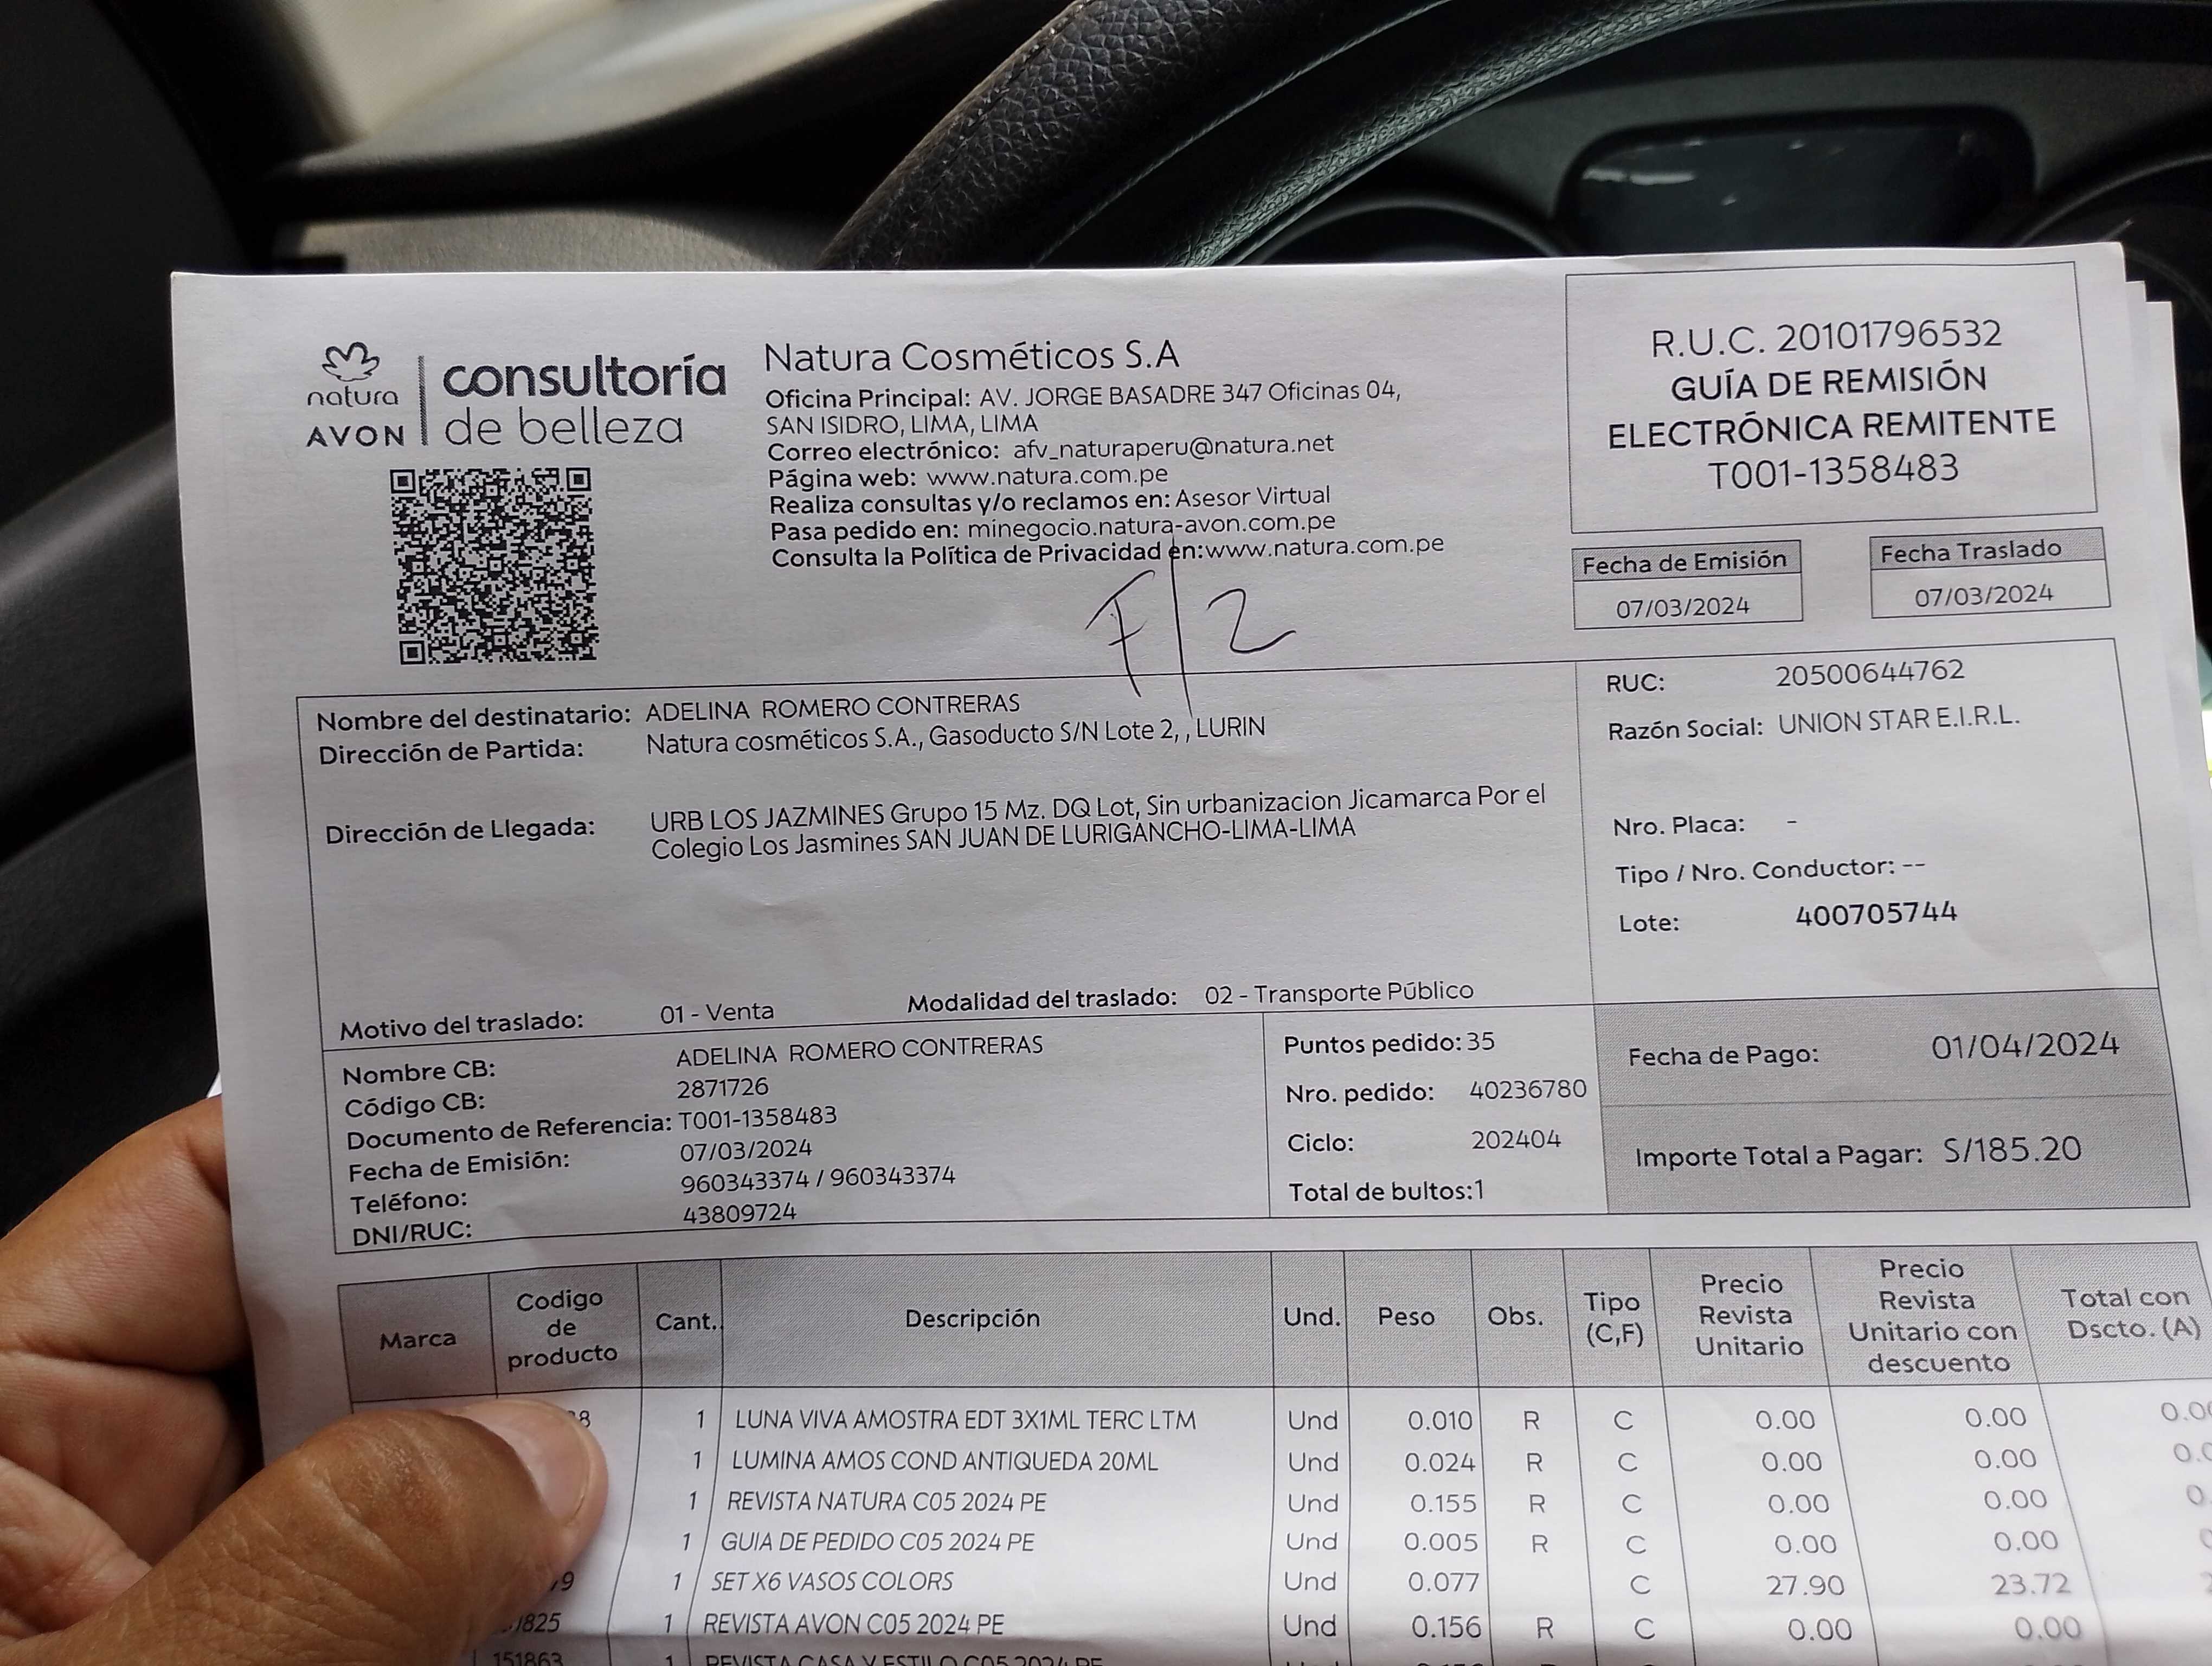 natura
AVON
consultoría
de belleza
Natura Cosméticos S.A
Oficina Principal: AV. JORGE BASADRE 347 Oficinas 04,
SAN ISIDRO, LIMA, LIMA
Correo electrónico: afv_naturaperu@natura.net
Página web: www.natura.com.pe
Realiza consultas y/o reclamos en: Asesor Virtual
Pasa pedido en: minegocio.natura-avon.com.pe
Consulta la Política de Privacidad en:www.natura.com.pe
R.U.C. 20101796532
GUÍA DE REMISIÓN
ELECTRÓNICA REMITENTE
T001-1358483
Fecha de Emisión
07/03/2024
Fecha Traslado
07/03/2024
F/2
Nombre del destinatario: ADELINA ROMERO CONTRERAS
Dirección de Partida: Natura cosméticos S.A., Gasoducto S/N Lote 2, , LURIN
Dirección de Llegada: URB LOS JAZMINES Grupo 15 Mz. DQ Lot, Sin urbanizacion Jicamarca Por el
Colegio Los Jasmines SAN JUAN DE LURIGANCHO-LIMA-LIMA
Motivo del traslado: 01 - Venta Modalidad del traslado: 02 - Transporte Público
RUC: 20500644762
Razón Social: UNION STAR E.I.R.L.
Nro. Placa: -
Tipo / Nro. Conductor: --
Lote: 400705744
Nombre CB: ADELINA ROMERO CONTRERAS
Código CB: 2871726
Documento de Referencia: T001-1358483
Fecha de Emisión: 07/03/2024
Teléfono: 960343374 / 960343374
DNI/RUC: 43809724
Puntos pedido: 35
Nro. pedido: 40236780
Ciclo: 202404
Total de bultos:1
Fecha de Pago: 01/04/2024
Importe Total a Pagar: S/185.20
Marca Codigo de producto Cant. Descripción Und. Peso Obs. Tipo (C,F) Precio Revista Unitario Precio Revista Unitario con descuento Total con Dscto. (A)
1 LUNA VIVA AMOSTRA EDT 3X1ML TERC LTM Und 0.010 R C 0.00 0.00
1 LUMINA AMOS COND ANTIQUEDA 20ML Und 0.024 R C 0.00 0.00
1 REVISTA NATURA C05 2024 PE Und 0.155 R C 0.00 0.00
1 GUIA DE PEDIDO C05 2024 PE Und 0.005 R C 0.00 0.00
1 SET X6 VASOS COLORS Und 0.077 C 27.90 23.72
1 REVISTA AVON C05 2024 PE Und 0.156 R C 0.00 0.00
151863 1 REVISTA CASA Y ESTILO C05 2024 PE